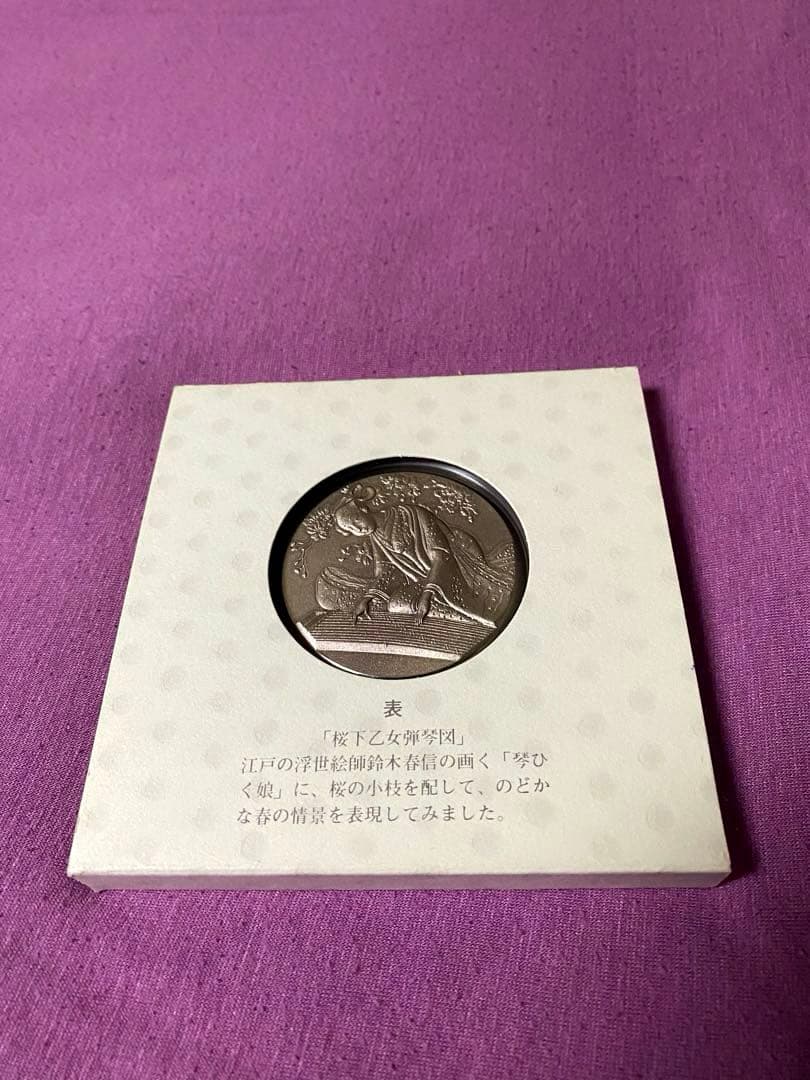 表
「桜下乙女弾琴図」
江戸の浮世絵師鈴木春信の画く「琴ひ
く娘」に、桜の小枝を配して、のどか
な春の情景を表現してみました。